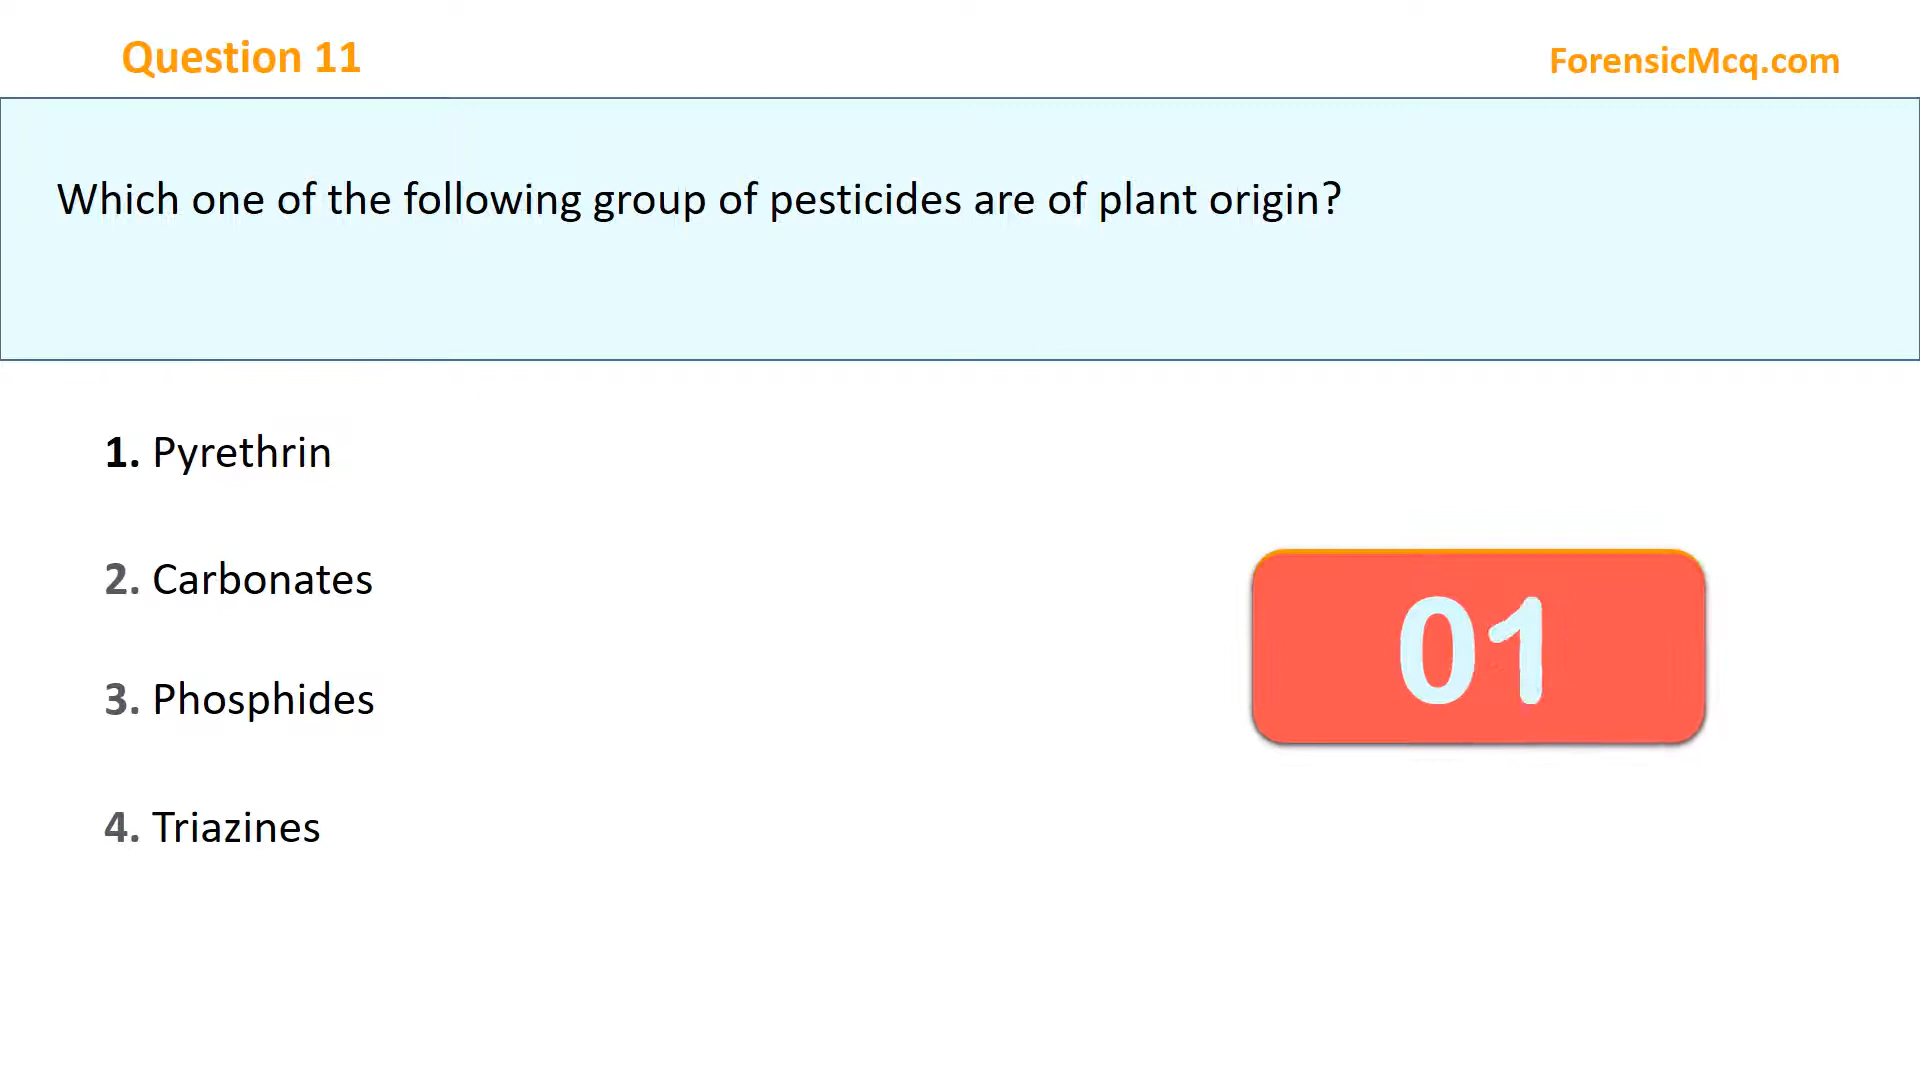 Question 11
ForensicMcq.com
Which one of the following group of pesticides are of plant origin?
1. Pyrethrin
2. Carbonates
3. Phosphides
4. Triazines
01